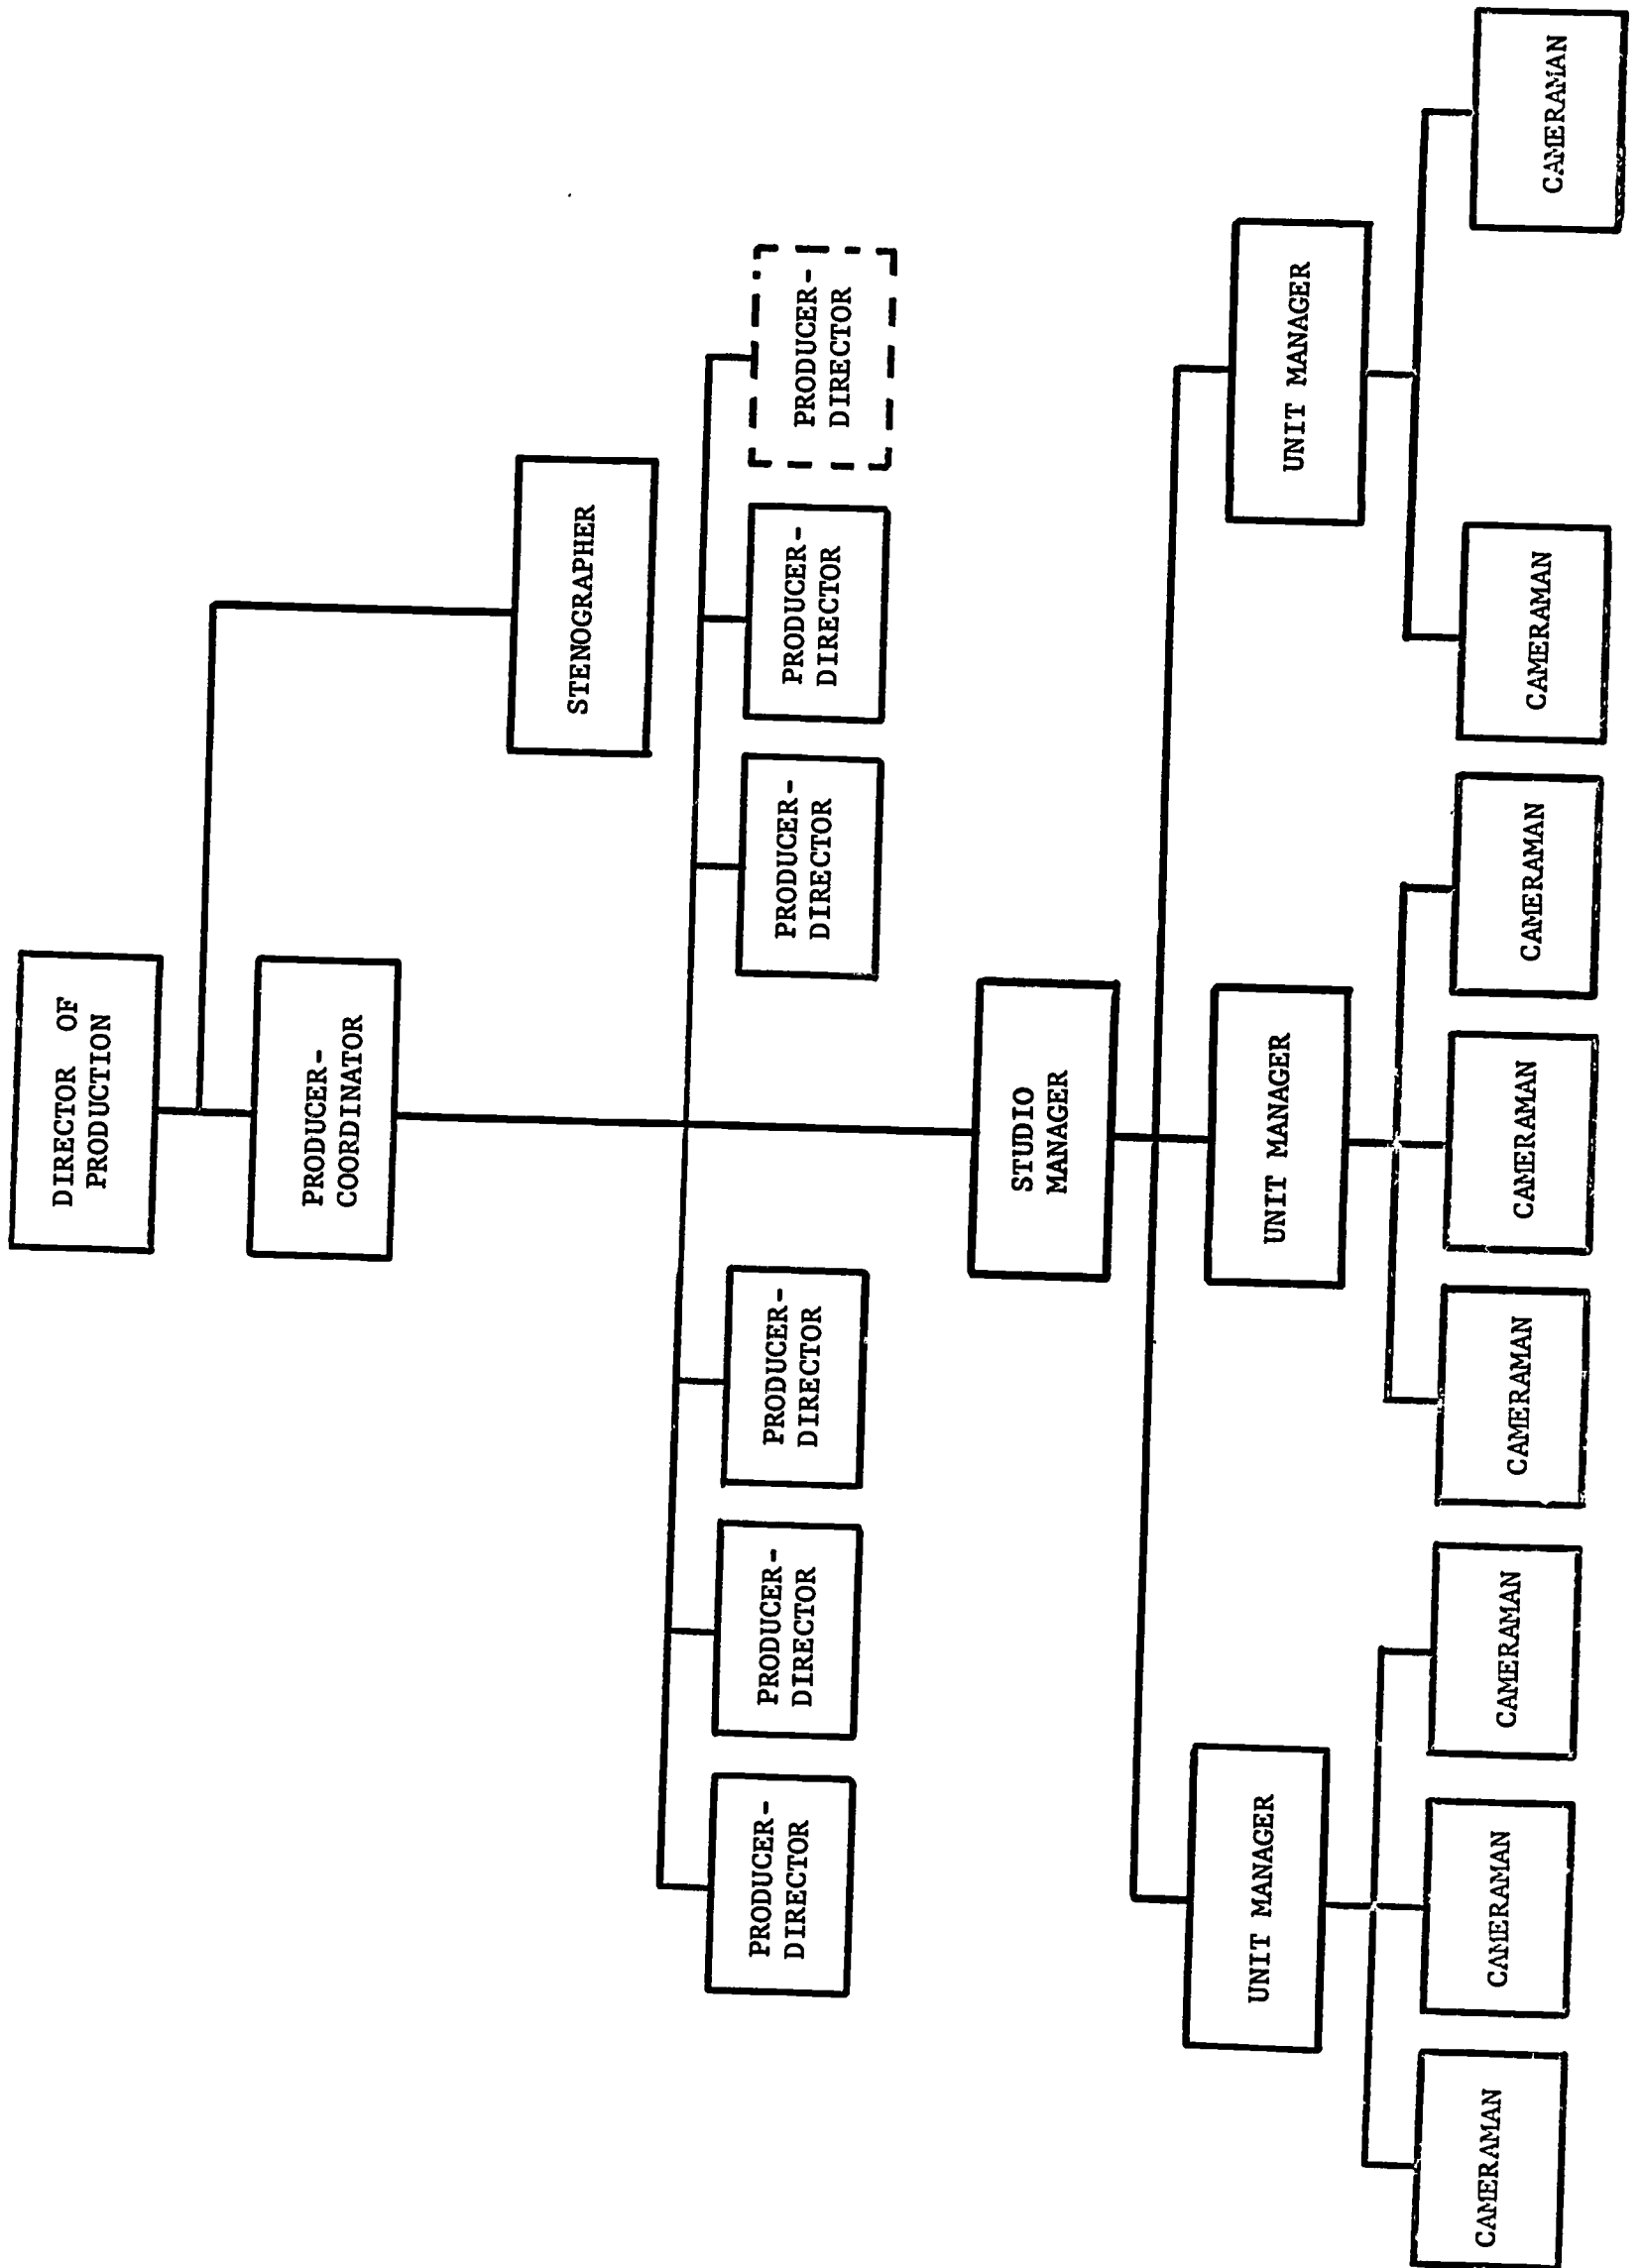 DIRECTOR OF
PRODUCTION
PRODUCER-
COORDINATOR
STENOGRAPHER
PRODUCER-
DIRECTOR
PRODUCER-
DIRECTOR
PRODUCER-
DIRECTOR
PRODUCER-
DIRECTOR
PRODUCER-
DIRECTOR
PRODUCER-
DIRECTOR
STUDIO
MANAGER
UNIT MANAGER
UNIT MANAGER
UNIT MANAGER
CAMERAMAN
CAMERAMAN
CAMERAMAN
CAMERAMAN
CAMERAMAN
CAMERAMAN
CAMERAMAN
CAMERAMAN